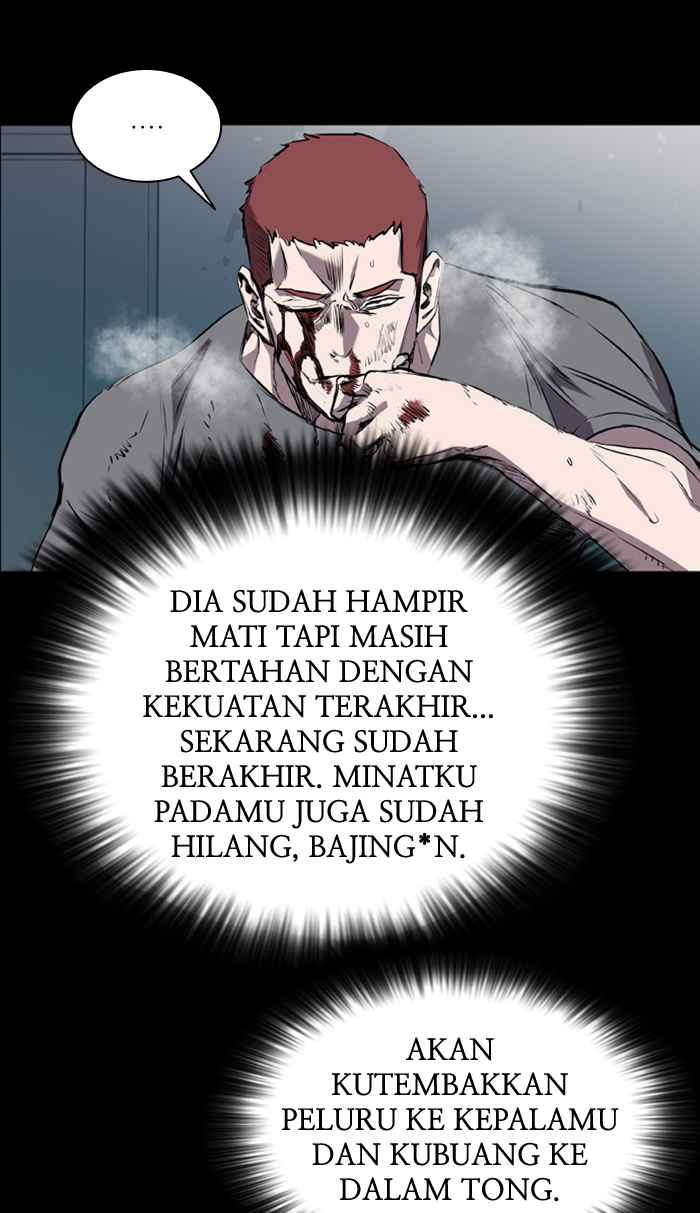 ....
DIA SUDAH HAMPIR
MATI TAPI MASIH
BERTAHAN DENGAN
KEKUATAN TERAKHIR...
SEKARANG SUDAH
BERAKHIR. MINATKU
PADAMU JUGA SUDAH
HILANG, BAJING*N.
AKAN
KUTEMBAKKAN
PELURU KE KEPALAMU
DAN KUBUANG KE
DALAM TONG.